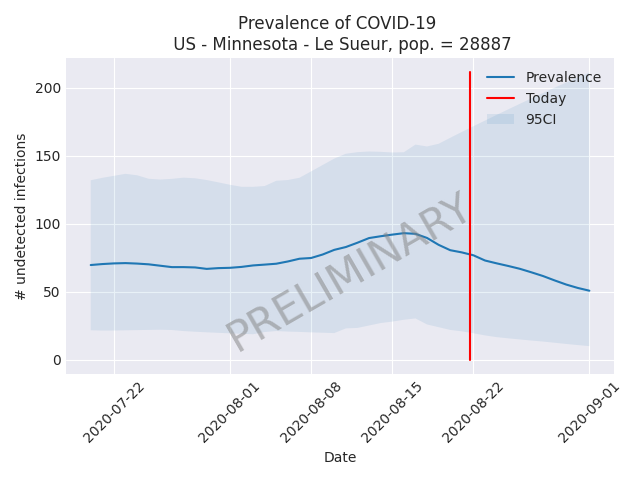 Prevalence of COVID-19
US - Minnesota - Le Sueur, pop. = 28887
# undetected infections
200
150
100
50
0
Prevalence
Today
95CI
PRELIMINARY
2020-07-22
2020-08-01
2020-08-08
2020-08-15
2020-08-22
2020-09-01
Date